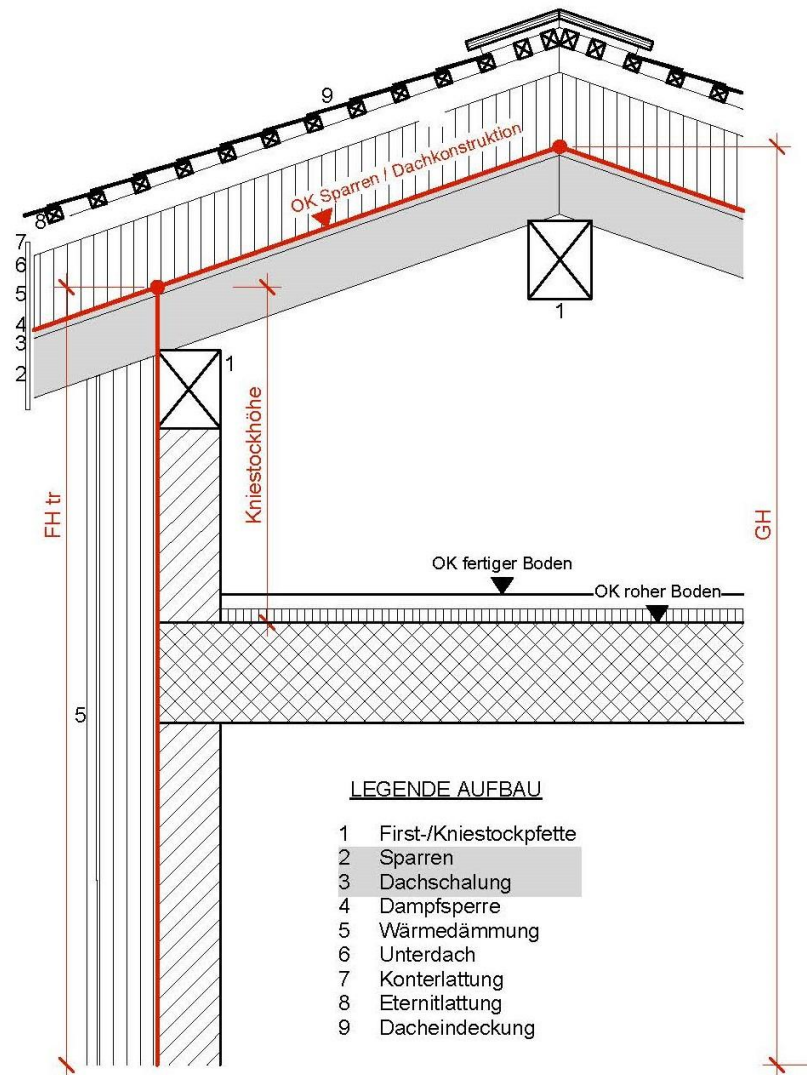 9
OK Sparren / Dachkonstruktion
8
7
6
5
4
3
2
1
1
FH tr
Kniestockhöhe
GH
OK fertiger Boden
OK roher Boden
5
LEGENDE AUFBAU
1 First-/Kniestockpfette
2 Sparren
3 Dachschalung
4 Dampfsperre
5 Wärmedämmung
6 Unterdach
7 Konterlattung
8 Eternitlattung
9 Dacheindeckung